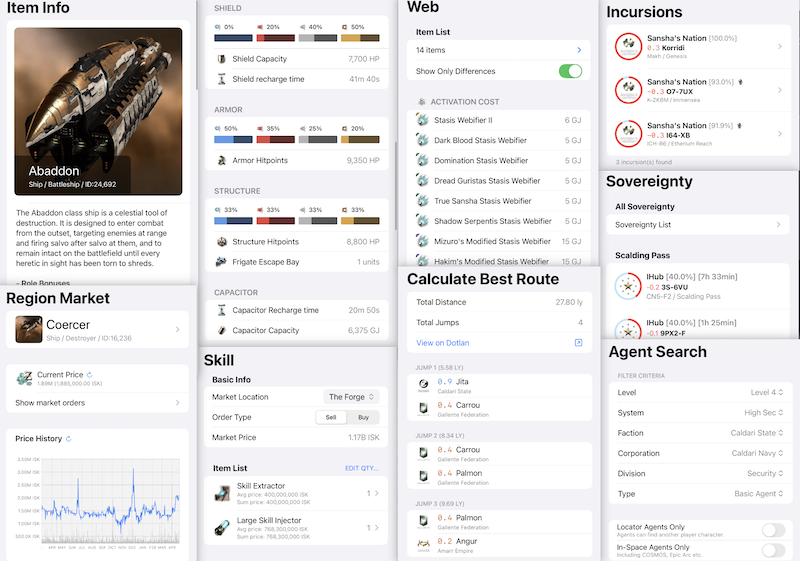 Item Info
Abaddon
Ship / Battleship / ID:24,692
The Abaddon class ship is a celestial tool of
destruction. It is designed to enter combat
from the outset, targeting enemies at range
and firing salvo after salvo at them, and to
remain intact on the battlefield until every
heretic in sight has been torn to shreds.
- Role Bonuses
Region Market
Coercer
Ship / Destroyer / ID:16,236
Current Price
1.89M (1,885,000.00 ISK)
Show market orders
Price History
3.50M ISK
3.00M ISK
2.50M ISK
2.00M ISK
1.50M ISK
1.00M ISK
500.0K ISK
APR MAY JUN JUL AUG SEP OCT NOV DEC JAN FEB MAR APR
SHIELD
0% 20% 40% 50%
Shield Capacity 7,700 HP
Shield recharge time 41m 40s
ARMOR
50% 35% 25% 20%
Armor Hitpoints 9,350 HP
STRUCTURE
33% 33% 33% 33%
Structure Hitpoints 8,800 HP
Frigate Escape Bay 1 units
CAPACITOR
Capacitor Recharge time 20m 50s
Capacitor Capacity 6,375 GJ
Skill
Basic Info
Market Location The Forge
Order Type Sell Buy
Market Price 1.17B ISK
Item List EDIT QTY...
Skill Extractor 1
Avg price: 400,000,000 ISK
Sum price: 400,000,000 ISK
Large Skill Injector 1
Avg price: 768,300,000 ISK
Sum price: 768,300,000 ISK
Web
Item List
14 items
Show Only Differences
ACTIVATION COST
Stasis Webifier II 6 GJ
Dark Blood Stasis Webifier 5 GJ
Domination Stasis Webifier 5 GJ
Dread Guristas Stasis Webifier 5 GJ
True Sansha Stasis Webifier 5 GJ
Shadow Serpentis Stasis Webifier 5 GJ
Mizuro's Modified Stasis Webifier 15 GJ
Hakim's Modified Stasis Webifier 15 GJ
Calculate Best Route
Total Distance 27.80 ly
Total Jumps 4
View on Dotlan
JUMP 1 (5.58 LY)
0.9 Jita
Caldari State
0.4 Carrou
Gallente Federation
JUMP 2 (8.34 LY)
0.4 Carrou
Gallente Federation
0.4 Palmon
Gallente Federation
JUMP 3 (9.69 LY)
0.4 Palmon
Gallente Federation
0.2 Angur
Amarr Empire
Incursions
Sansha's Nation [100.0%]
0.3 Korridi
Makh / Genesis
Sansha's Nation [93.0%]
-0.3 O7-7UX
K-ZKBM / Immensea
Sansha's Nation [91.9%]
-0.3 I64-XB
ICH-B6 / Etherium Reach
3 incursion(s) found
Sovereignty
All Sovereignty
Sovereignty List
Scalding Pass
IHub [40.0%] [7h 33min]
-0.2 3S-6VU
CN5-F2 / Scalding Pass
IHub [40.0%] [1h 25min]
-0.1 9PX2-F
Agent Search
FILTER CRITERIA
Level Level 4
System High Sec
Faction Caldari State
Corporation Caldari Navy
Division Security
Type Basic Agent
Locator Agents Only
Agents can finding another player character.
In-Space Agents Only
Including COSMOS, Epic Arc etc.